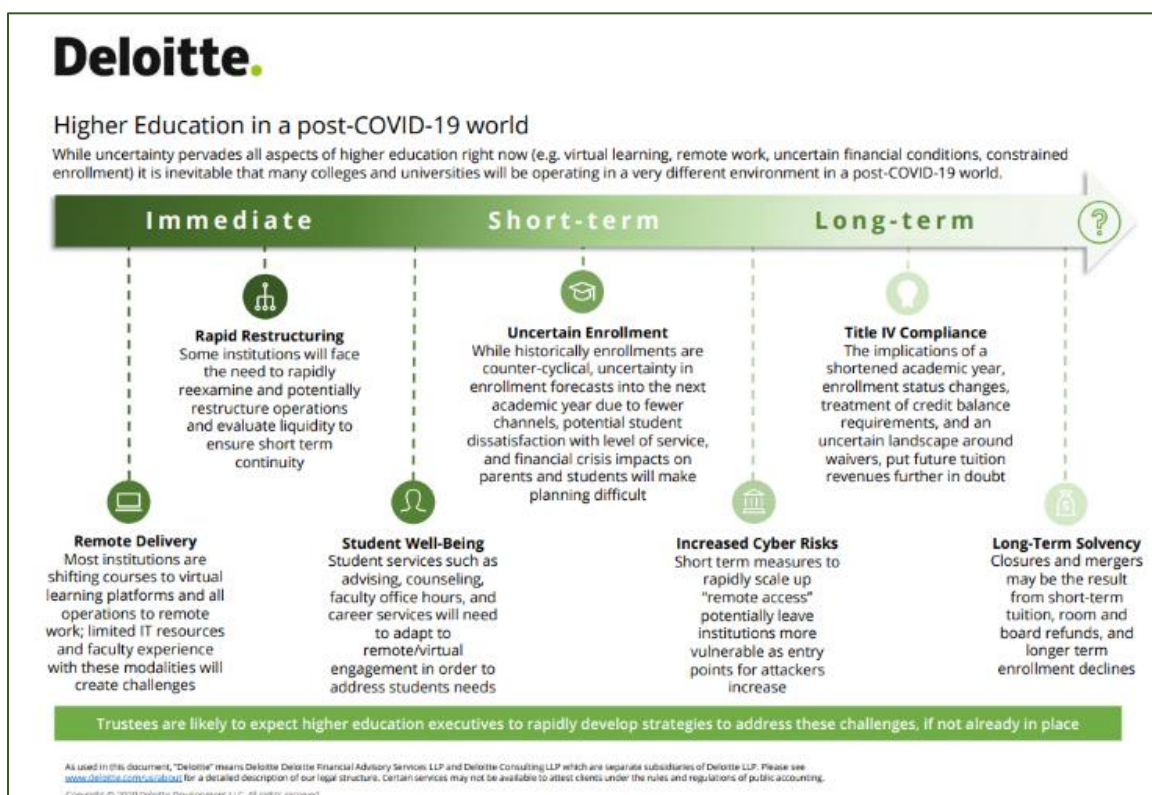 Deloitte.
Higher Education in a post-COVID-19 world
While uncertainty pervades all aspects of higher education right now (e.g. virtual learning, remote work, uncertain financial conditions, constrained
enrollment) it is inevitable that many colleges and universities will be operating in a very different environment in a post-COVID-19 world.
Immediate
Short-term
Long-term
?
Rapid Restructuring
Some institutions will face
the need to rapidly
reexamine and potentially
restructure operations
and evaluate liquidity to
ensure short term
continuity
Uncertain Enrollment
While historically enrollments are
counter-cyclical, uncertainty in
enrollment forecasts into the next
academic year due to fewer
channels, potential student
dissatisfaction with level of service,
and financial crisis impacts on
parents and students will make
planning difficult
Title IV Compliance
The implications of a
shortened academic year,
enrollment status changes,
treatment of credit balance
requirements, and an
uncertain landscape around
waivers, put future tuition
revenues further in doubt
Remote Delivery
Most institutions are
shifting courses to virtual
learning platforms and all
operations to remote
work; limited IT resources
and faculty experience
with these modalities will
create challenges
Student Well-Being
Student services such as
advising, counseling,
faculty office hours, and
career services will need
to adapt to
remote/virtual
engagement in order to
address students needs
Increased Cyber Risks
Short term measures to
rapidly scale up
"remote access"
potentially leave
institutions more
vulnerable as entry
points for attackers
increase
$
Long-Term Solvency
Closures and mergers
may be the result
from short-term
tuition, room and
board refunds, and
longer term
enrollment declines
Trustees are likely to expect higher education executives to rapidly develop strategies to address these challenges, if not already in place
As used in this document, "Deloitte" means Deloitte Deloitte Financial Advisory Services LLP and Deloitte Consulting LLP which are separate subsidiaries of Deloitte LLP. Please see
www.deloitte.com/us/about for a detailed description of our legal structure. Certain services may not be available to attest clients under the rules and regulations of public accounting.
Copyright © 2020 Deloitte Development LLC. All rights reserved.